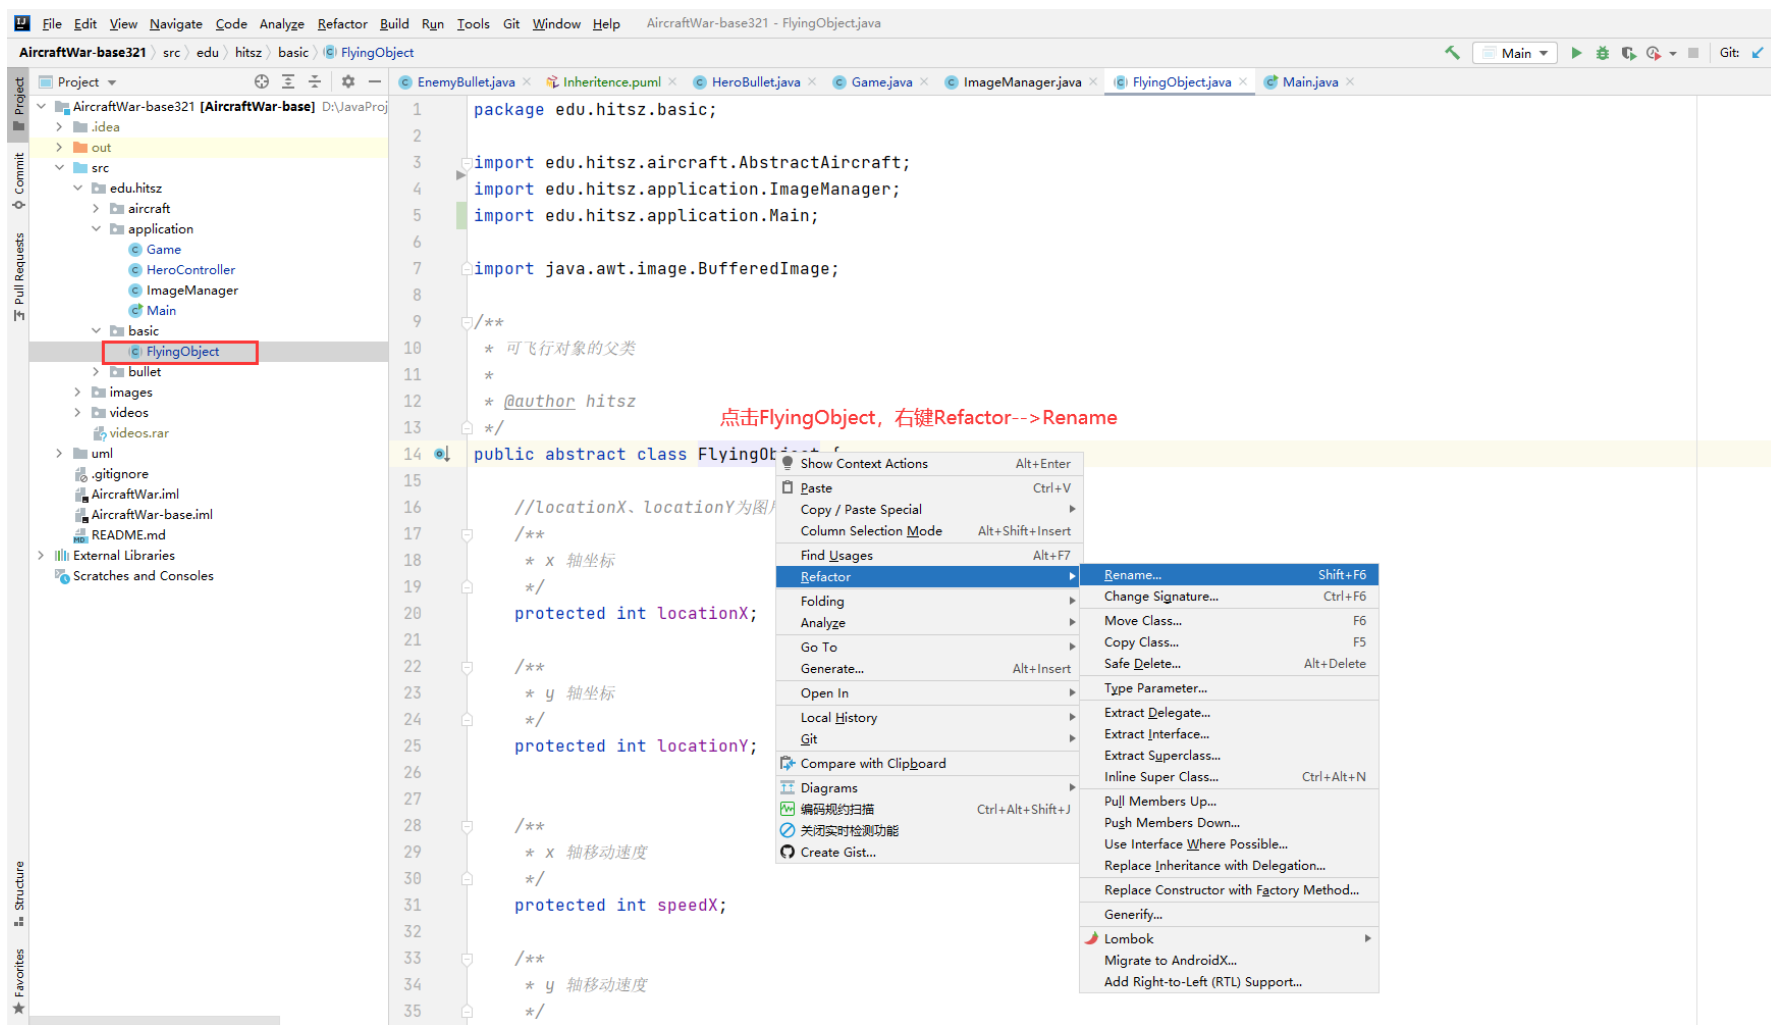 File Edit View Navigate Code Analyze Refactor Build Run Tools Git Window Help AircraftWar-base321 - FlyingObject.java
AircraftWar-base321 src edu hitsz basic FlyingObject Main Git:
Project
EnemyBullet.java Inheritence.puml HeroBullet.java Game.java ImageManager.java FlyingObject.java Main.java
Project
Commit
Pull Requests
Structure
Favorites
AircraftWar-base321 [AircraftWar-base] D:\JavaProj
.idea
out
src
edu.hitsz
aircraft
application
Game
HeroController
ImageManager
Main
basic
FlyingObject
bullet
images
videos
videos.rar
uml
.gitignore
AircraftWar.iml
AircraftWar-base.iml
README.md
External Libraries
Scratches and Consoles
1 package edu.hitsz.basic;
2
3 import edu.hitsz.aircraft.AbstractAircraft;
4 import edu.hitsz.application.ImageManager;
5 import edu.hitsz.application.Main;
6
7 import java.awt.image.BufferedImage;
8
9 /**
10 * 可飞行对象的父类
11 *
12 * @author hitsz
13 */
点击FlyingObject，右键Refactor-->Rename
14 public abstract class FlyingObject {
15
16 //locationX、locationY为图
17 /**
18 * x 轴坐标
19 */
20 protected int locationX;
21
22 /**
23 * y 轴坐标
24 */
25 protected int locationY;
26
27
28 /**
29 * x 轴移动速度
30 */
31 protected int speedX;
32
33 /**
34 * y 轴移动速度
35 */
Show Context Actions Alt+Enter
Paste Ctrl+V
Copy / Paste Special
Column Selection Mode Alt+Shift+Insert
Find Usages Alt+F7
Refactor
Folding
Analyze
Go To
Generate... Alt+Insert
Open In
Local History
Git
Compare with Clipboard
Diagrams
编码规约扫描 Ctrl+Alt+Shift+J
关闭实时检测功能
Create Gist...
Rename... Shift+F6
Change Signature... Ctrl+F6
Move Class... F6
Copy Class... F5
Safe Delete... Alt+Delete
Type Parameter...
Extract Delegate...
Extract Interface...
Extract Superclass...
Inline Super Class... Ctrl+Alt+N
Pull Members Up...
Push Members Down...
Use Interface Where Possible...
Replace Inheritance with Delegation...
Replace Constructor with Factory Method...
Generify...
Lombok
Migrate to AndroidX...
Add Right-to-Left (RTL) Support...